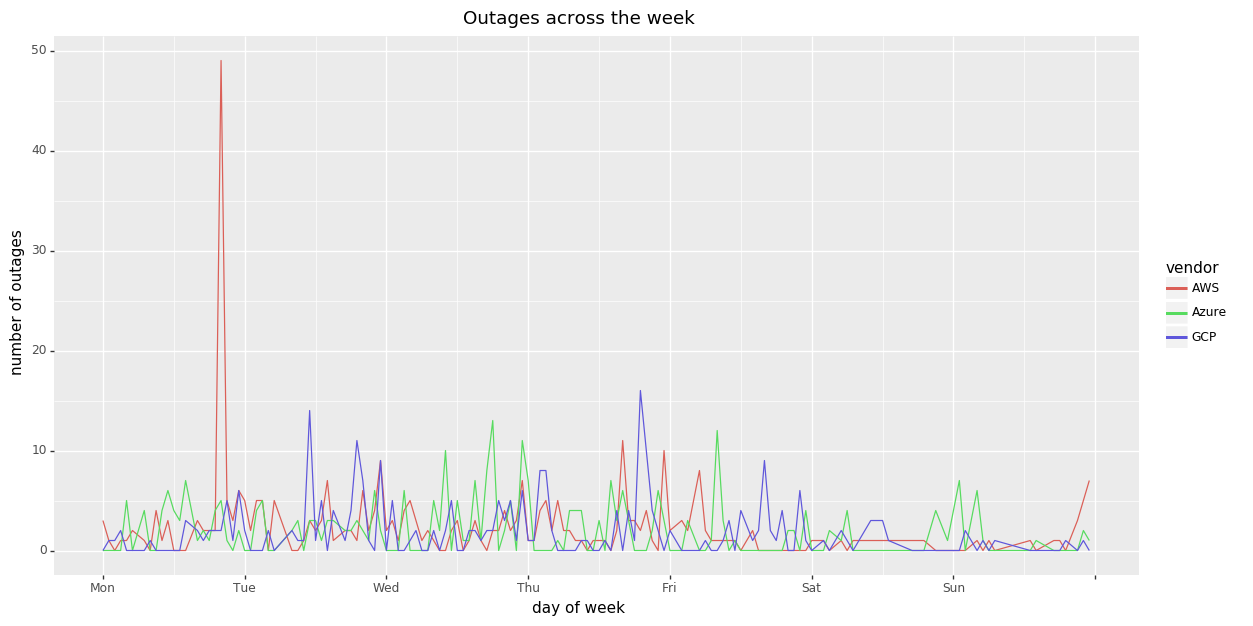 Outages across the week
number of outages
50
40
30
20
10
0
Mon Tue Wed Thu Fri Sat Sun
day of week
vendor
AWS
Azure
GCP